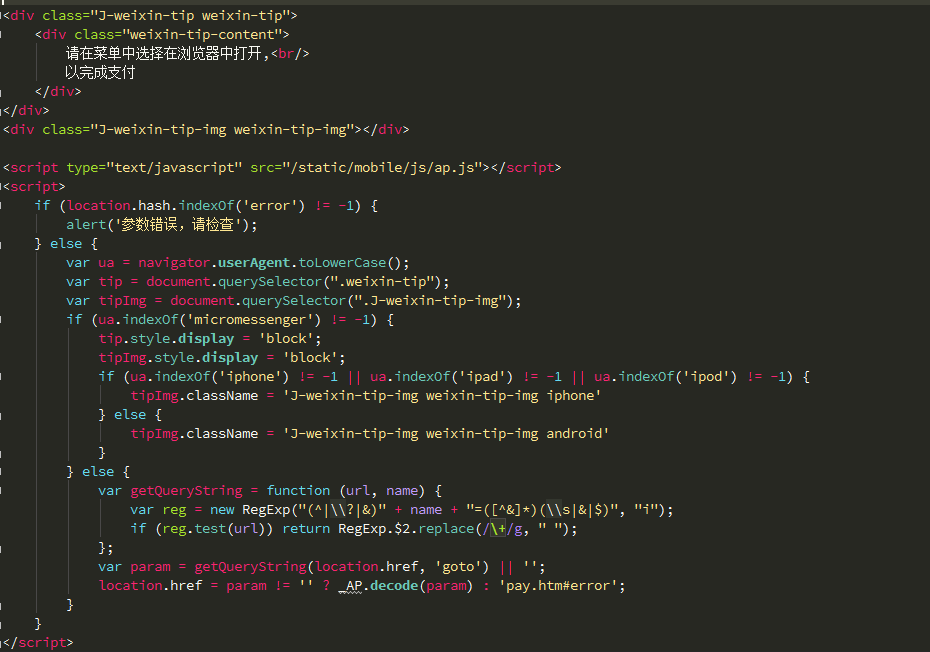 <div class="J-weixin-tip weixin-tip">
<div class="weixin-tip-content">
请在菜单中选择在浏览器中打开,<br/>
以完成支付
</div>
</div>
<div class="J-weixin-tip-img weixin-tip-img"></div>
<script type="text/javascript" src="/static/mobile/js/ap.js"></script>
<script>
if (location.hash.indexOf('error') != -1) {
alert('参数错误，请检查');
} else {
var ua = navigator.userAgent.toLowerCase();
var tip = document.querySelector(".weixin-tip");
var tipImg = document.querySelector(".J-weixin-tip-img");
if (ua.indexOf('micromessenger') != -1) {
tip.style.display = 'block';
tipImg.style.display = 'block';
if (ua.indexOf('iphone') != -1 || ua.indexOf('ipad') != -1 || ua.indexOf('ipod') != -1) {
tipImg.className = 'J-weixin-tip-img weixin-tip-img iphone'
} else {
tipImg.className = 'J-weixin-tip-img weixin-tip-img android'
}
} else {
var getQueryString = function (url, name) {
var reg = new RegExp("(^|\\?|&)" + name + "=([^&]*)(\\s|&|$)", "i");
if (reg.test(url)) return RegExp.$2.replace(/\+/g, " ");
};
var param = getQueryString(location.href, 'goto') || '';
location.href = param != '' ? _AP.decode(param) : 'pay.htm#error';
}
}
</script>